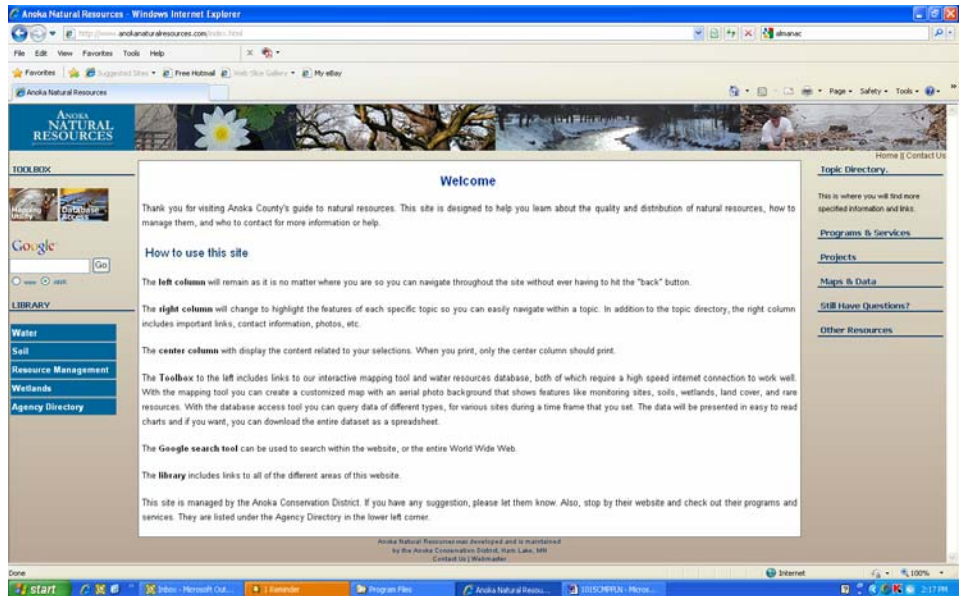 Anoka Natural Resources - Windows Internet Explorer
http://www.anokanaturalresources.com/index.html
almanac
File Edit View Favorites Tools Help
Favorites Suggested Sites Free Hotmail Web Slice Gallery My eBay
Anoka Natural Resources
Page Safety Tools
ANOKA
NATURAL
RESOURCES
Home || Contact Us
TOOLBOX
Mapping Utility
Database Access
Google
Go
www ANR
LIBRARY
Water
Soil
Resource Management
Wetlands
Agency Directory
Welcome
Thank you for visiting Anoka County's guide to natural resources. This site is designed to help you learn about the quality and distribution of natural resources, how to
manage them, and who to contact for more information or help.
How to use this site
The left column will remain as it is no matter where you are so you can navigate throughout the site without ever having to hit the "back" button.
The right column will change to highlight the features of each specific topic so you can easily navigate within a topic. In addition to the topic directory, the right column
includes important links, contact information, photos, etc.
The center column with display the content related to your selections. When you print, only the center column should print.
The Toolbox to the left includes links to our interactive mapping tool and water resources database, both of which require a high speed internet connection to work well.
With the mapping tool you can create a customized map with an aerial photo background that shows features like monitoring sites, soils, wetlands, land cover, and rare
resources. With the database access tool you can query data of different types, for various sites during a time frame that you set. The data will be presented in easy to read
charts and if you want, you can download the entire dataset as a spreadsheet.
The Google search tool can be used to search within the website, or the entire World Wide Web.
The library includes links to all of the different areas of this website.
This site is managed by the Anoka Conservation District. If you have any suggestion, please let them know. Also, stop by their website and check out their programs and
services. They are listed under the Agency Directory in the lower left corner.
Topic Directory.
This is where you will find more
specified information and links.
Programs & Services
Projects
Maps & Data
Still Have Questions?
Other Resources
Anoka Natural Resources was developed and is maintained
by the Anoka Conservation District, Ham Lake, MN
Contact Us | Webmaster
Done
Internet
100%
start
Inbox - Microsoft Out...
1 Reminder
Program Files
Anoka Natural Resou...
2:17 PM